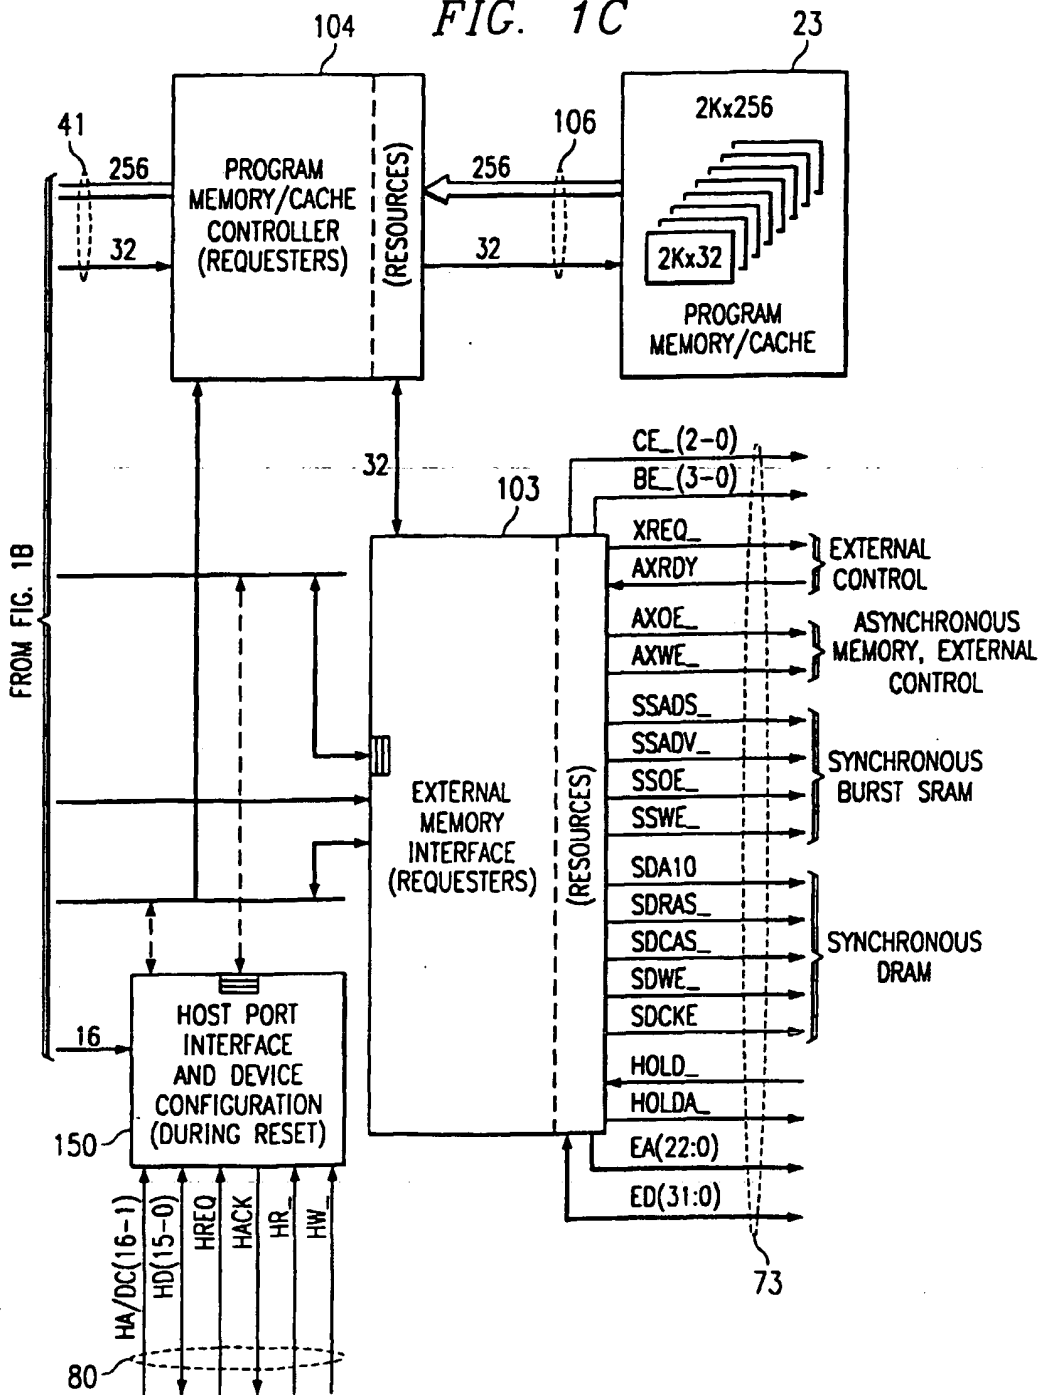 FIG. 1C
104
23
41
256
32
PROGRAM
MEMORY/CACHE
CONTROLLER
(REQUESTERS)
(RESOURCES)
106
256
32
2Kx256
2Kx32
PROGRAM
MEMORY/CACHE
32
FROM FIG. 1B
103
EXTERNAL
MEMORY
INTERFACE
(REQUESTERS)
(RESOURCES)
CE_(2-0)
BE_(3-0)
XREQ_
AXRDY
EXTERNAL
CONTROL
AXOE_
AXWE_
ASYNCHRONOUS
MEMORY, EXTERNAL
CONTROL
SSADS_
SSADV_
SSOE_
SSWE_
SYNCHRONOUS
BURST SRAM
SDA10
SDRAS_
SDCAS_
SDWE_
SDCKE
SYNCHRONOUS
DRAM
HOLD_
HOLDA_
EA(22:0)
ED(31:0)
73
16
HOST PORT
INTERFACE
AND DEVICE
CONFIGURATION
(DURING RESET)
150
HA/DC(16-1)
HD(15-0)
HREQ
HACK
HR_
HW_
80